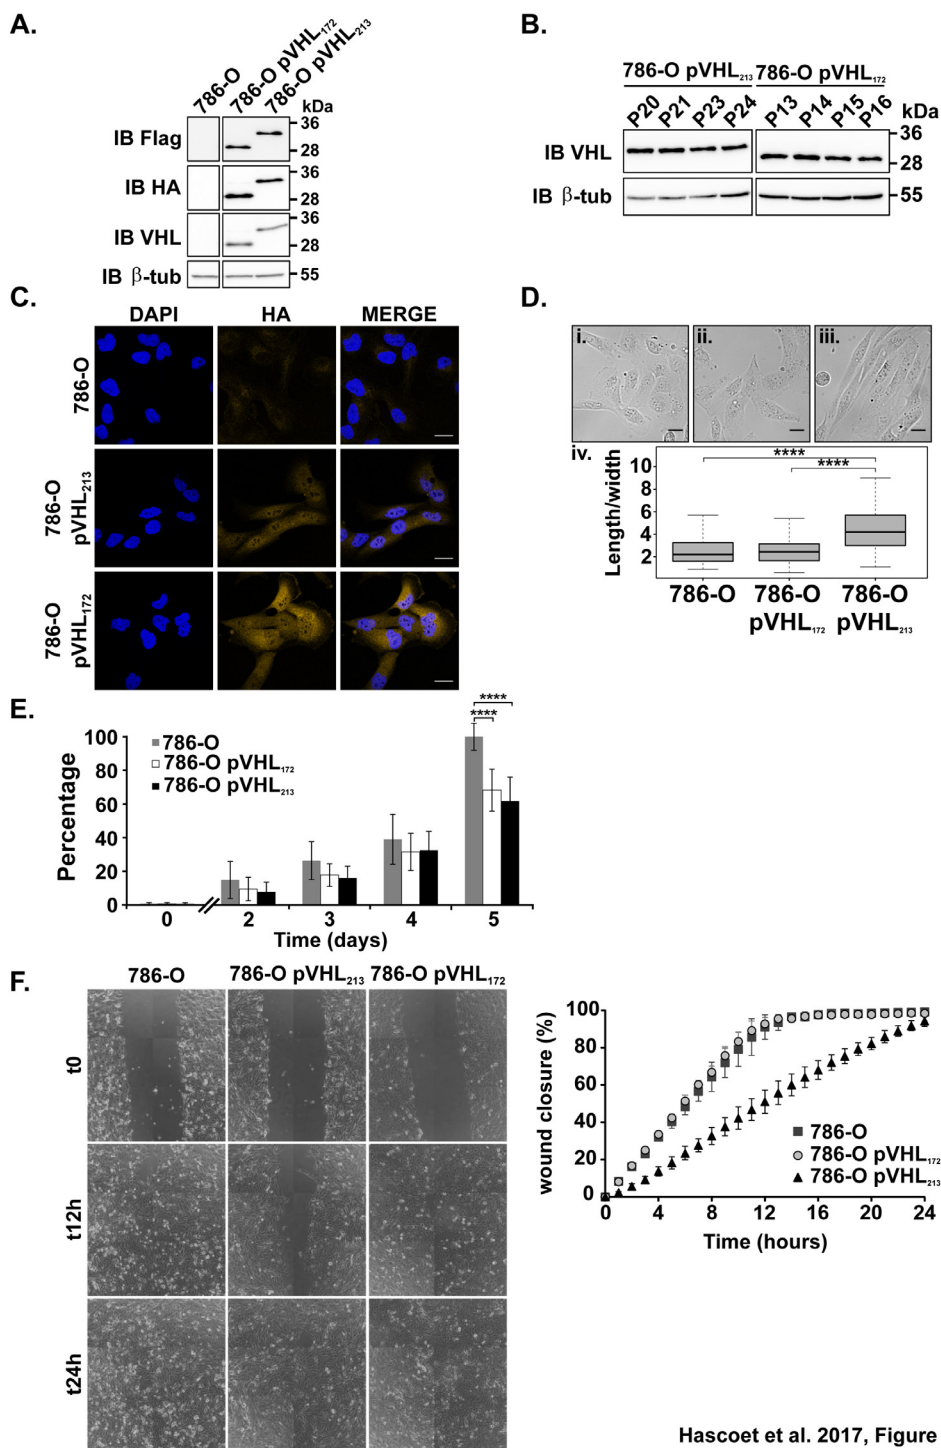 A.
786-O
786-O pVHL172
786-O pVHL213
kDa
IB Flag
36
28
IB HA
36
28
IB VHL
36
28
IB β-tub
55
B.
786-O pVHL213 786-O pVHL172
P20 P21 P23 P24 P13 P14 P15 P16 kDa
IB VHL
36
28
IB β-tub
55
C.
DAPI HA MERGE
786-O
786-O
pVHL213
786-O
pVHL172
D.
i. ii. iii.
iv.
Length/width
10
8
6
4
2
****
****
786-O 786-O 786-O
pVHL172 pVHL213
E.
Percentage
100
80
60
40
20
0
786-O
786-O pVHL172
786-O pVHL213
****
****
0 2 3 4 5
Time (days)
F.
786-O 786-O pVHL213 786-O pVHL172
t0
t12h
t24h
wound closure (%)
100
80
60
40
20
0
786-O
786-O pVHL172
786-O pVHL213
0 4 8 12 16 20 24
Time (hours)
Hascoet et al. 2017, Figure